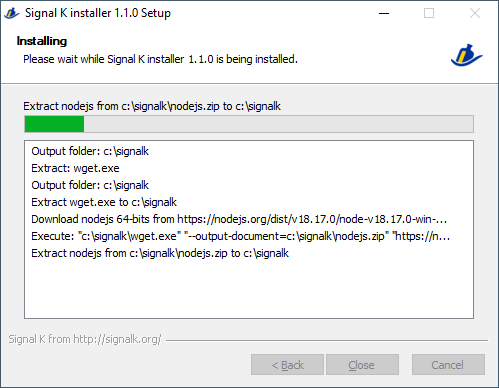 Signal K installer 1.1.0 Setup
Installing
Please wait while Signal K installer 1.1.0 is being installed.
Extract nodejs from c:\signalk\nodejs.zip to c:\signalk
Output folder: c:\signalk
Extract: wget.exe
Output folder: c:\signalk
Extract wget.exe to c:\signalk
Download nodejs 64-bits from https://nodejs.org/dist/v18.17.0/node-v18.17.0-win-...
Execute: "c:\signalk\wget.exe" "--output-document=c:\signalk\nodejs.zip" "https://n...
Extract nodejs from c:\signalk\nodejs.zip to c:\signalk
Signal K from http://signalk.org/
< Back Close Cancel